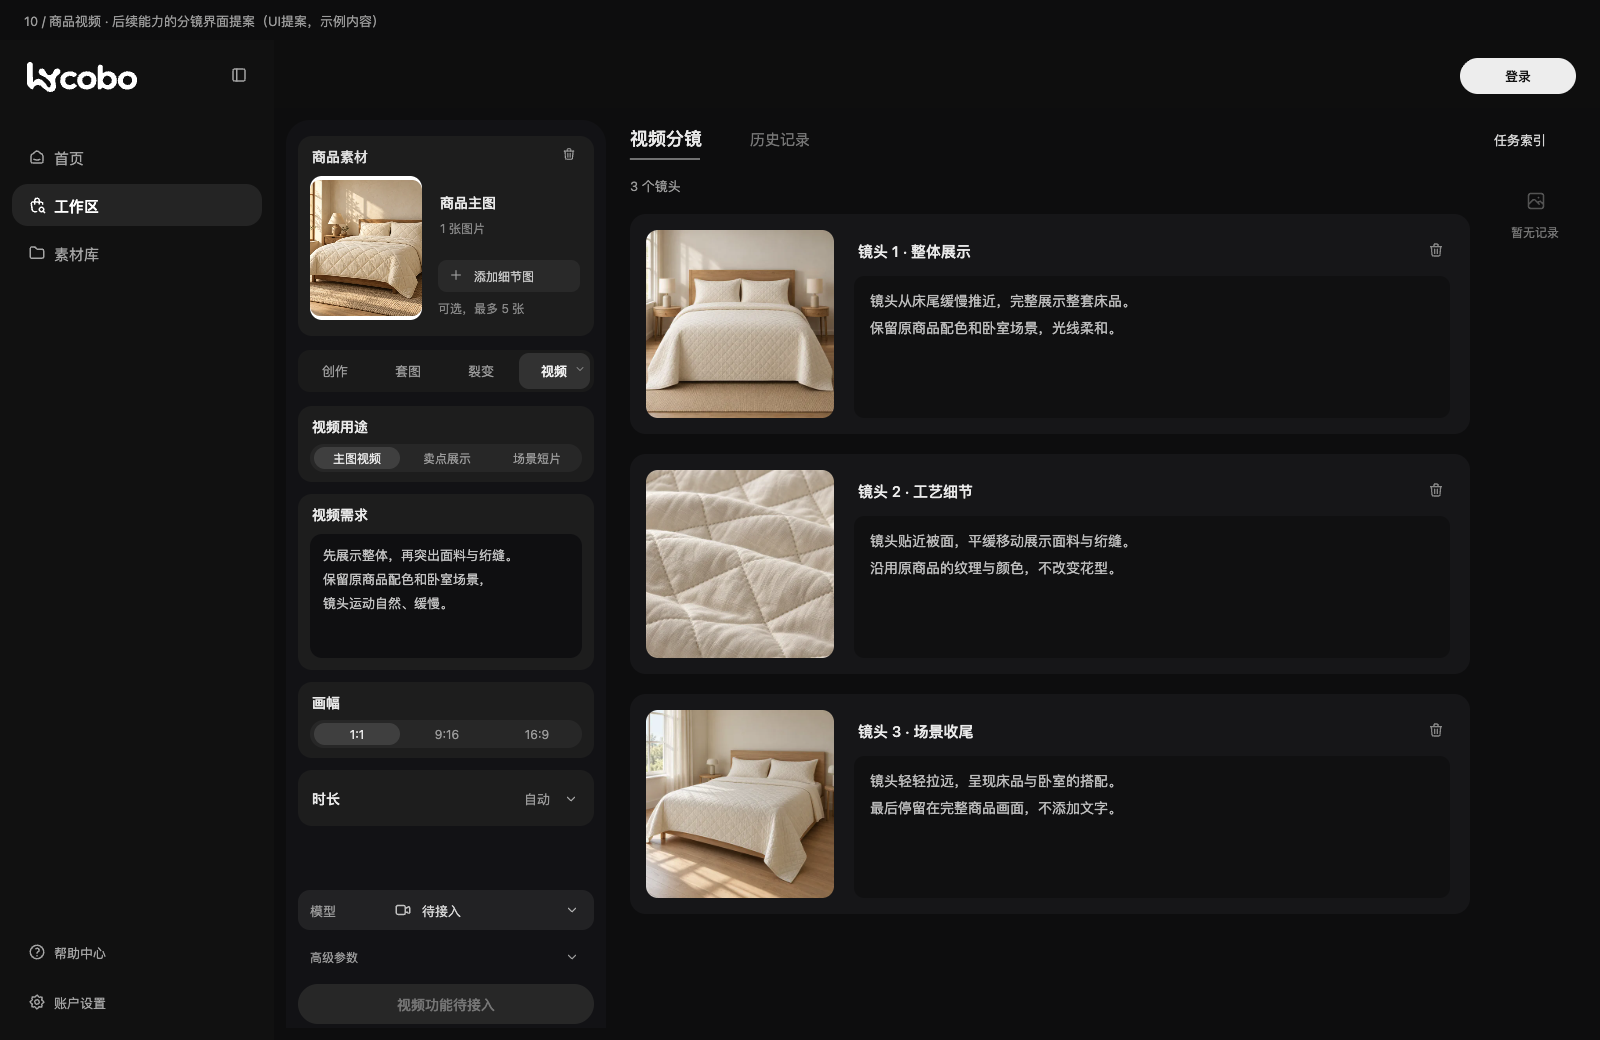 10 / 商品视频 · 后续能力的分镜界面提案（UI提案，示例内容）
lycobo
登录
首页
工作区
素材库
帮助中心
账户设置
商品素材
商品主图
1 张图片
添加细节图
可选，最多 5 张
创作
套图
裂变
视频
视频用途
主图视频
卖点展示
场景短片
视频需求
先展示整体，再突出面料与绗缝。
保留原商品配色和卧室场景，
镜头运动自然、缓慢。
画幅
1:1
9:16
16:9
时长
自动
模型
待接入
高级参数
视频功能待接入
视频分镜
历史记录
3 个镜头
镜头 1 · 整体展示
镜头从床尾缓慢推近，完整展示整套床品。
保留原商品配色和卧室场景，光线柔和。
镜头 2 · 工艺细节
镜头贴近被面，平缓移动展示面料与绗缝。
沿用原商品的纹理与颜色，不改变花型。
镜头 3 · 场景收尾
镜头轻轻拉远，呈现床品与卧室的搭配。
最后停留在完整商品画面，不添加文字。
任务索引
暂无记录